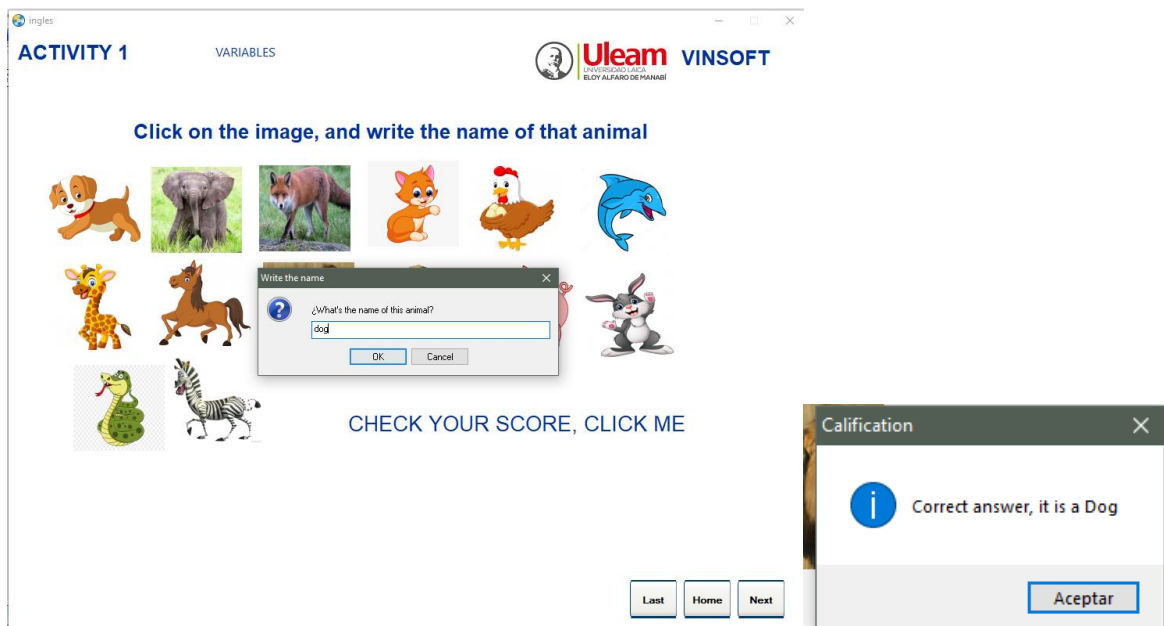 ingles
ACTIVITY 1
VARIABLES
Uleam
UNIVERSIDAD LAICA
ELOY ALFARO DE MANABÍ
VINSOFT
Click on the image, and write the name of that animal
Write the name
¿What's the name of this animal?
dog
OK
Cancel
CHECK YOUR SCORE, CLICK ME
Last
Home
Next
Calification
Correct answer, it is a Dog
Aceptar